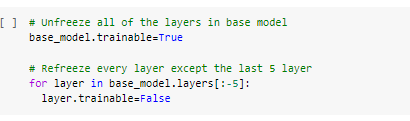 [ ] # Unfreeze all of the layers in base model
base_model.trainable=True
# Refreeze every layer except the last 5 layer
for layer in base_model.layers[:-5]:
layer.trainable=False